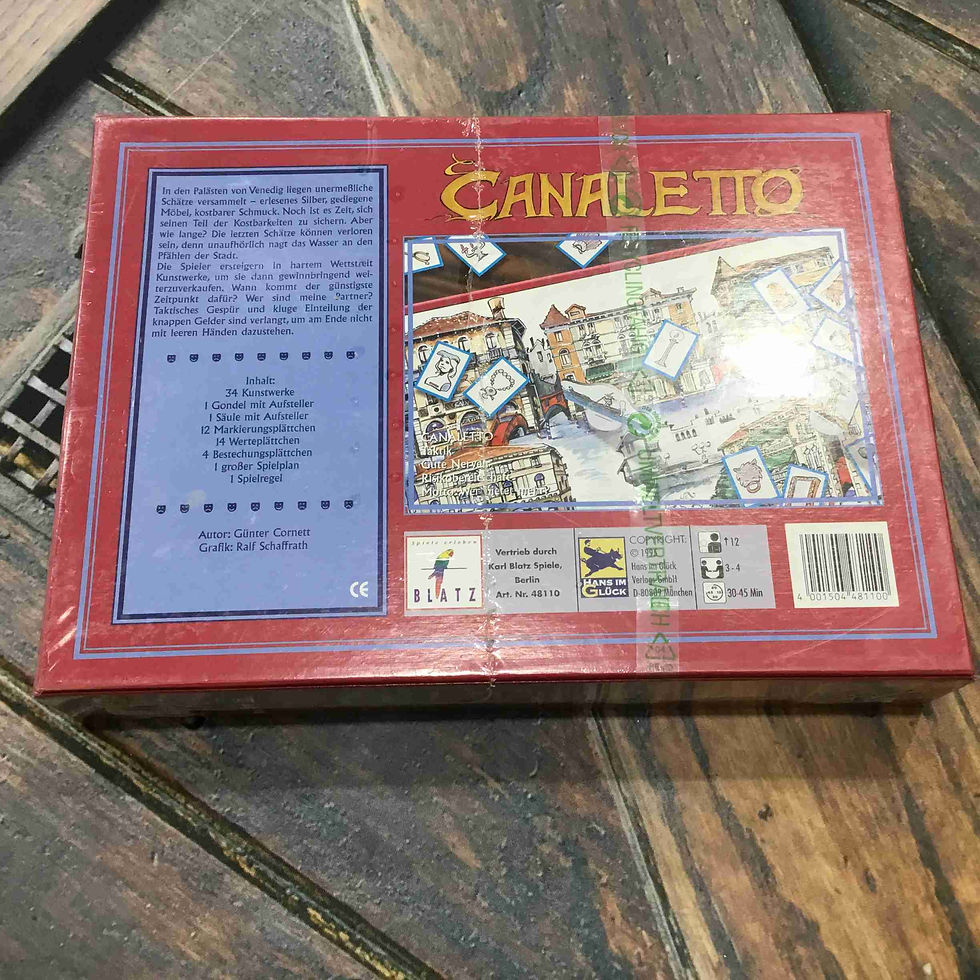 In den Palästen von Venedig liegen unermeßliche
Schätze versammelt – erlesenes Silber, gediegene
Möbel, kostbarer Schmuck. Noch ist es Zeit, sich
seinen Teil der Kostbarkeiten zu sichern. Aber
wie lange? Die letzten Schätze können verloren
sein, denn unaufhörlich nagt das Wasser an den
Pfählen der Stadt.
Die Spieler ersteigern in hartem Wettstreit
Kunstwerke, um sie dann gewinnbringend wei-
terzuverkaufen. Wann kommt der günstigste
Zeitpunkt dafür? Wer sind meine Partner?
Taktisches Gespür und kluge Einteilung der
knappen Gelder sind verlangt, um am Ende nicht
mit leeren Händen dazustehen.
Inhalt:
34 Kunstwerke
1 Gondel mit Aufsteller
1 Säule mit Aufsteller
12 Markierungsplättchen
14 Werteplättchen
4 Bestechungsplättchen
1 großer Spielplan
1 Spielregel
Autor: Günter Cornett
Grafik: Ralf Schaffrath
CE
CANALETTO
CANALETTO
Taktik
Gute Nerven
Spiele erleben
BLATZ
Vertrieb durch
Karl Blatz Spiele,
Berlin
Art. Nr. 48110
HANS IM
GLÜCK
COPYRIGHT:
Hans im Glück
Verlags-GmbH
D-80809 München
12
3-4
30-45 Min
4 001504 481100